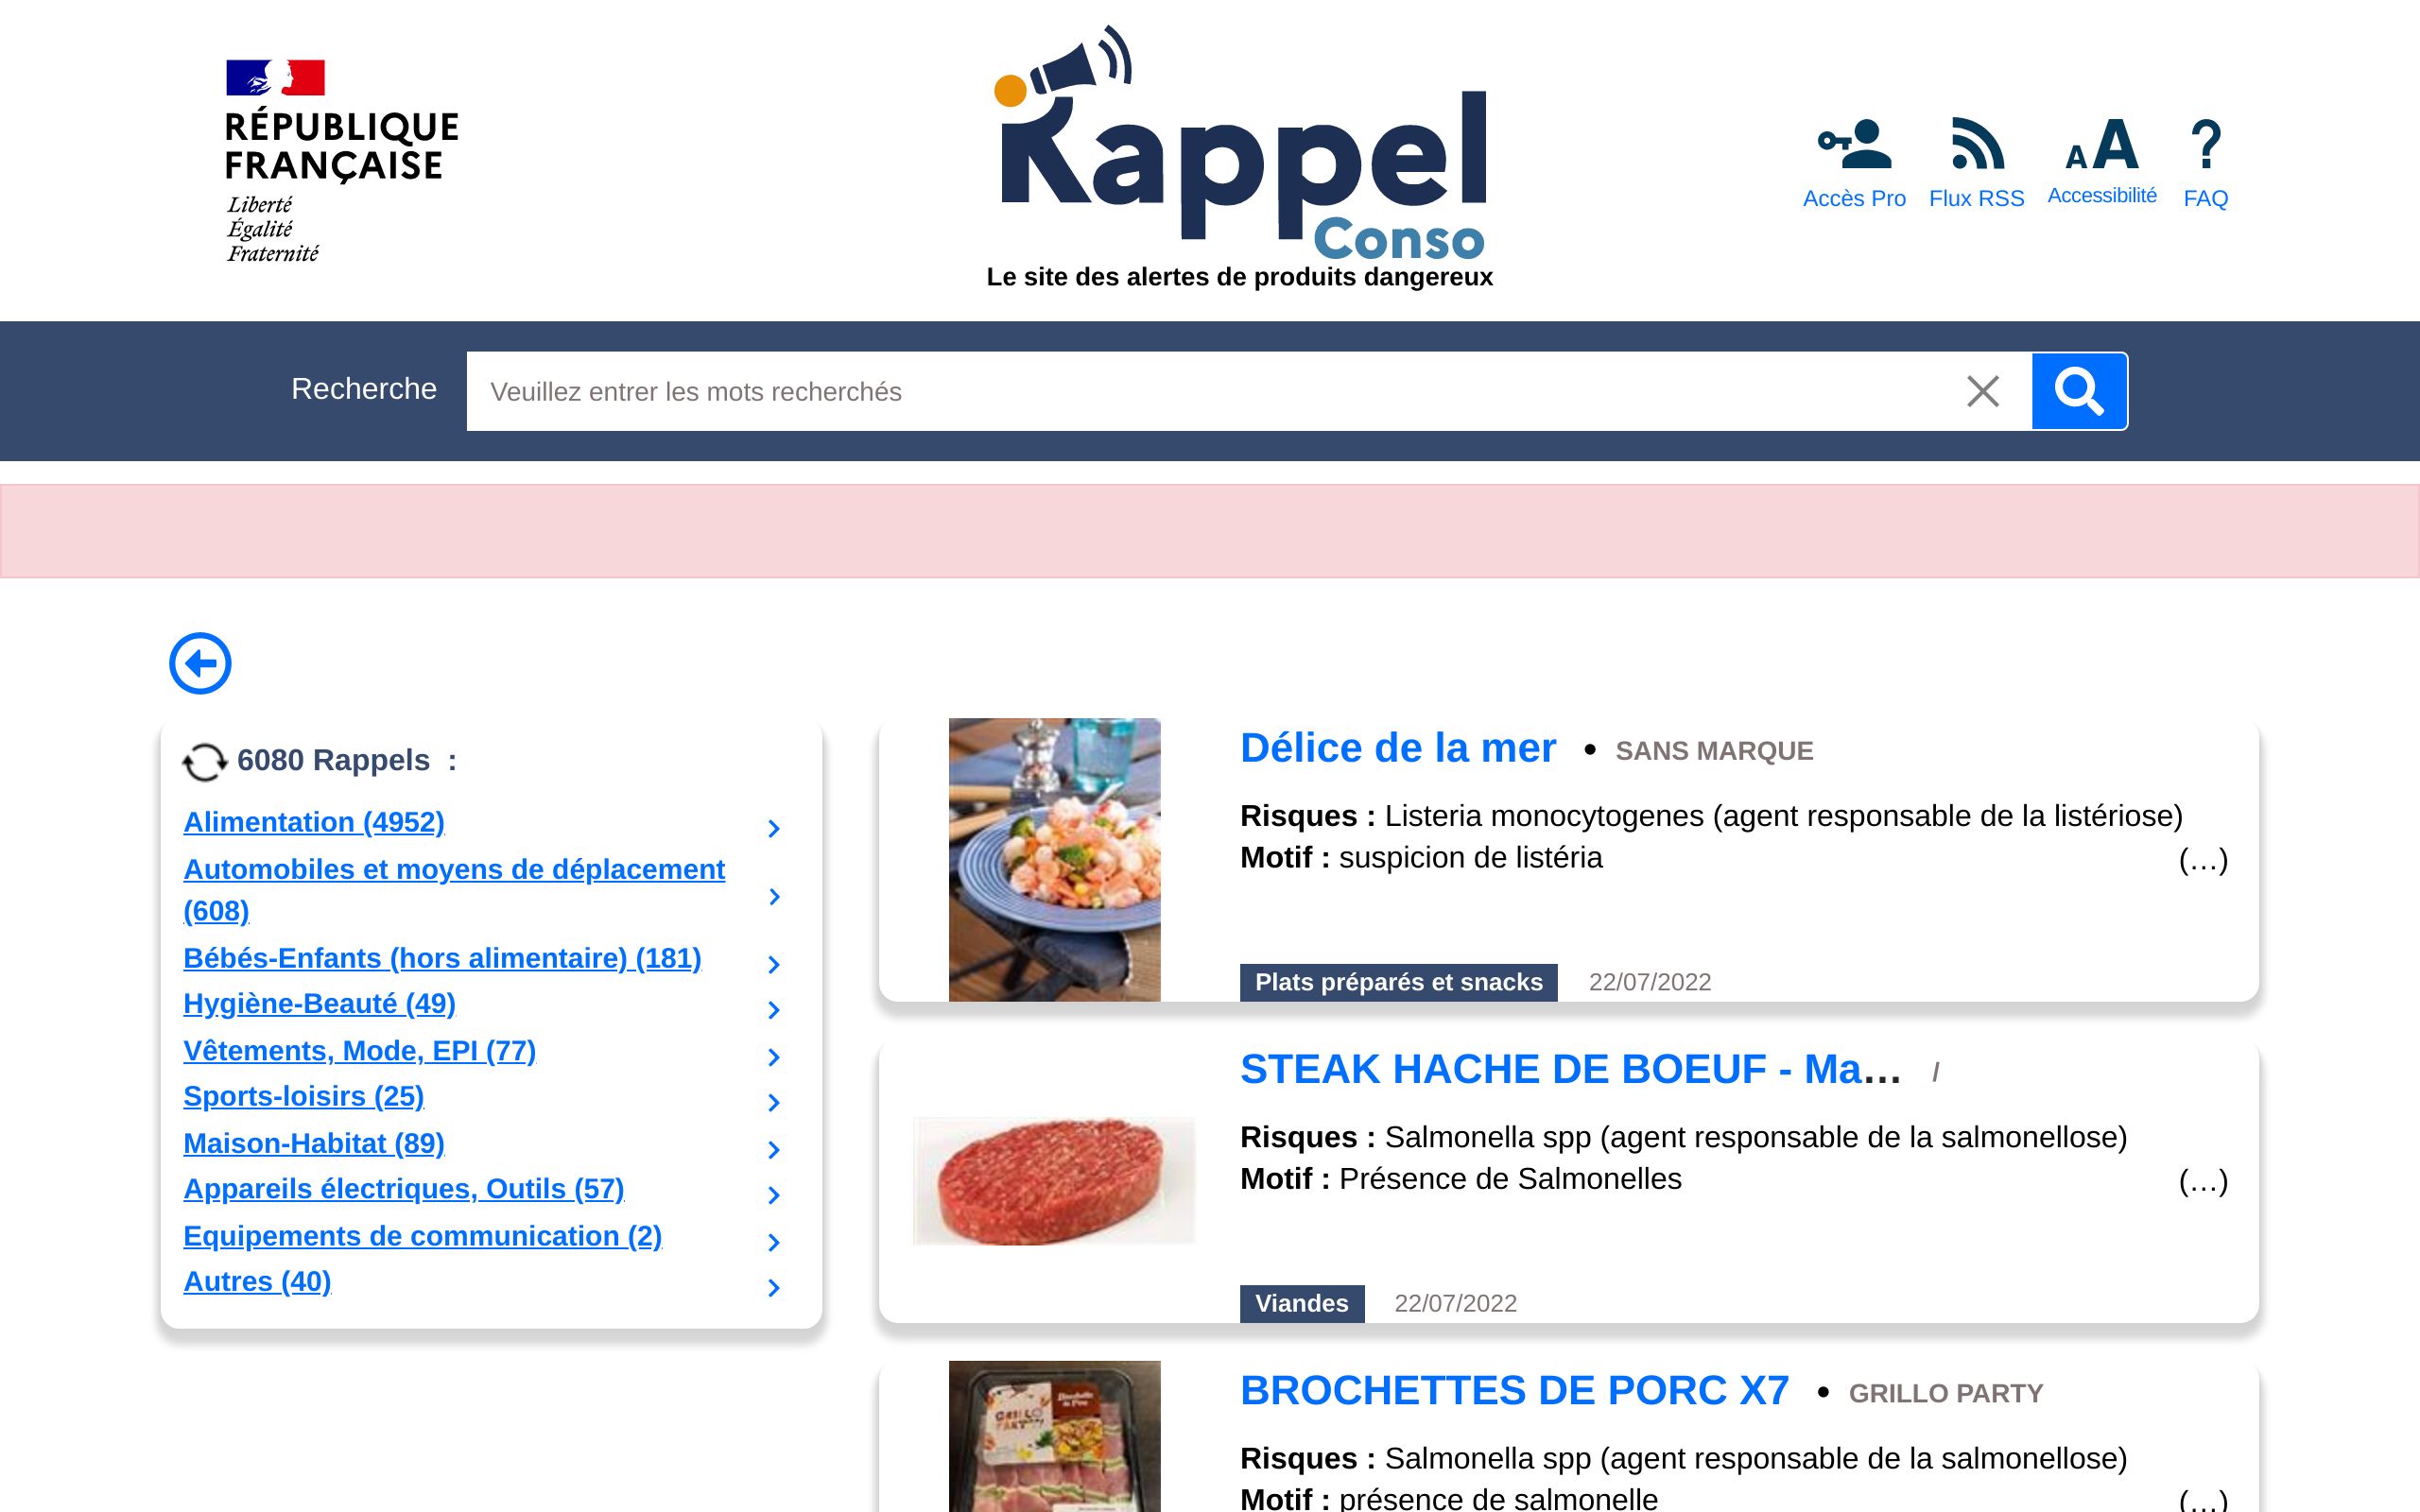 RÉPUBLIQUE
FRANÇAISE
Liberté
Égalité
Fraternité
Rappel
Conso
Le site des alertes de produits dangereux
Accès Pro
Flux RSS
AA
Accessibilité
?
FAQ
Recherche
Veuillez entrer les mots recherchés
6080 Rappels :
Alimentation (4952)
Automobiles et moyens de déplacement
(608)
Bébés-Enfants (hors alimentaire) (181)
Hygiène-Beauté (49)
Vêtements, Mode, EPI (77)
Sports-loisirs (25)
Maison-Habitat (89)
Appareils électriques, Outils (57)
Equipements de communication (2)
Autres (40)
Délice de la mer • SANS MARQUE
Risques : Listeria monocytogenes (agent responsable de la listériose)
Motif : suspicion de listéria (…)
Plats préparés et snacks 22/07/2022
STEAK HACHE DE BOEUF - Ma… /
Risques : Salmonella spp (agent responsable de la salmonellose)
Motif : Présence de Salmonelles (…)
Viandes 22/07/2022
BROCHETTES DE PORC X7 • GRILLO PARTY
GRILLO
PARTY
Risques : Salmonella spp (agent responsable de la salmonellose)
Motif : présence de salmonelle (…)